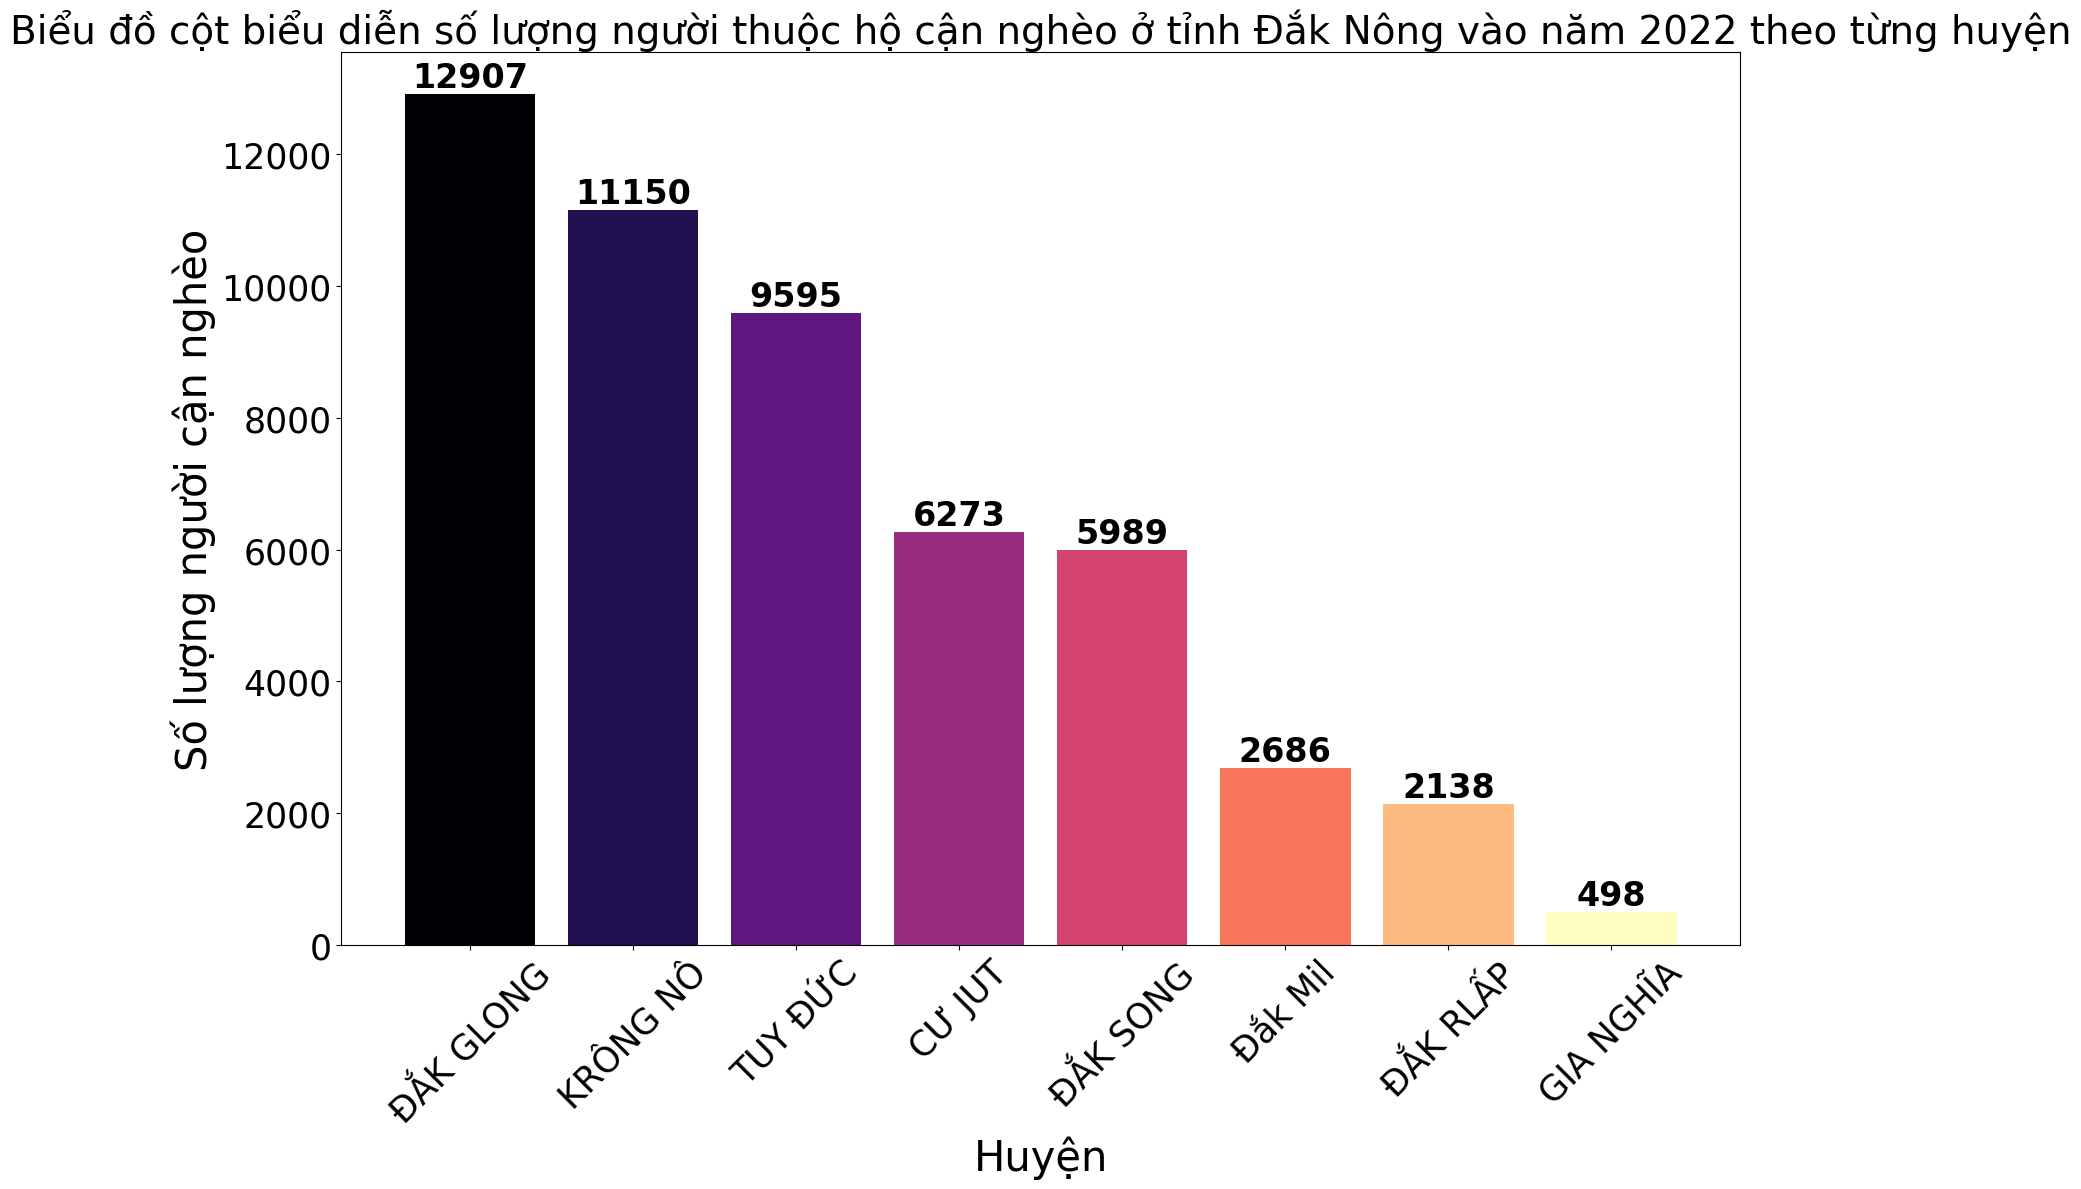 Biểu đồ cột biểu diễn số lượng người thuộc hộ cận nghèo ở tỉnh Đắk Nông vào năm 2022 theo từng huyện
Số lượng người cận nghèo
12000
10000
8000
6000
4000
2000
0
12907
11150
9595
6273
5989
2686
2138
498
ĐẮK GLONG
KRÔNG NÔ
TUY ĐỨC
CƯ JUT
ĐẮK SONG
Đắk Mil
ĐẮK RLẤP
GIA NGHĨA
Huyện